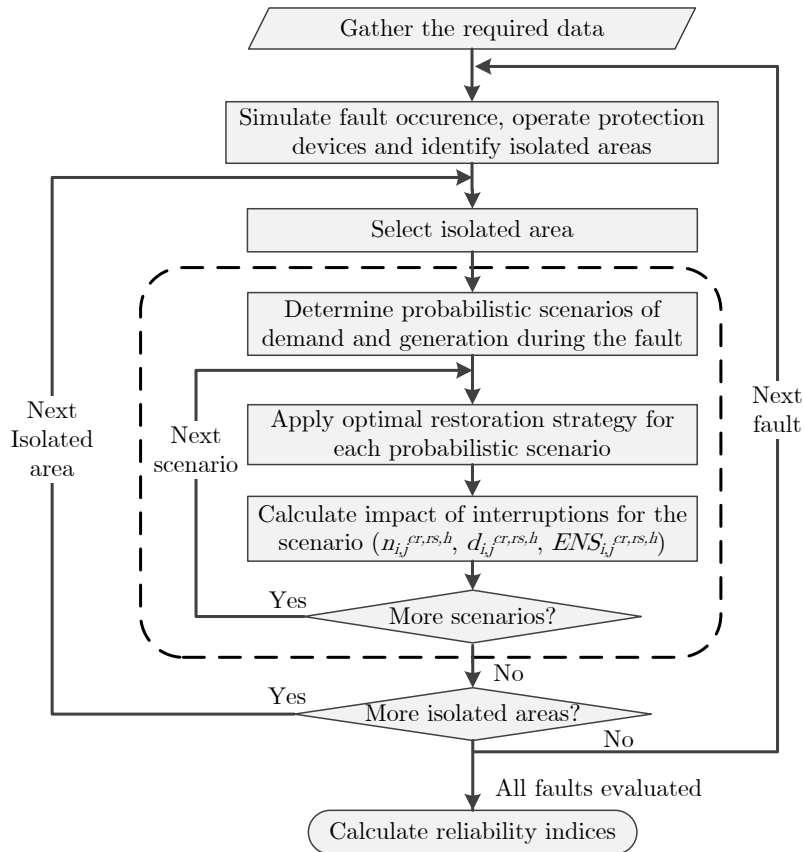 Gather the required data
Simulate fault occurence, operate protection
devices and identify isolated areas
Select isolated area
Determine probabilistic scenarios of
demand and generation during the fault
Next
Isolated
area
Next
scenario
Apply optimal restoration strategy for
each probabilistic scenario
Next
fault
Calculate impact of interruptions for the
scenario (n_{i,j}^{cr,rs,h}, d_{i,j}^{cr,rs,h}, ENS_{i,j}^{cr,rs,h})
Yes
More scenarios?
No
Yes
More isolated areas?
No
All faults evaluated
Calculate reliability indices